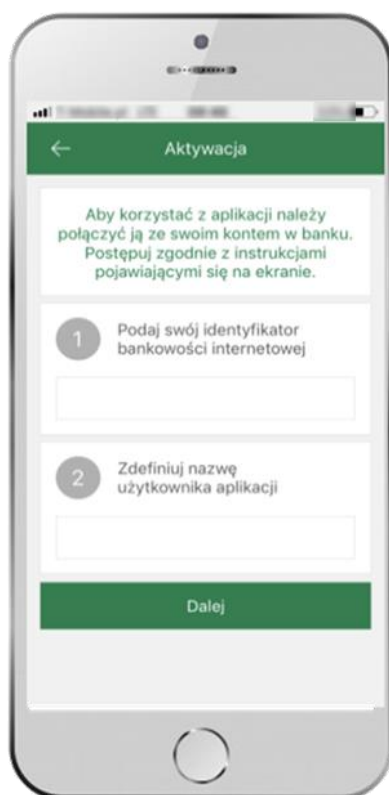 Aktywacja
Aby korzystać z aplikacji należy
połączyć ją ze swoim kontem w banku.
Postępuj zgodnie z instrukcjami
pojawiającymi się na ekranie.
1
Podaj swój identyfikator
bankowości internetowej
2
Zdefiniuj nazwę
użytkownika aplikacji
Dalej